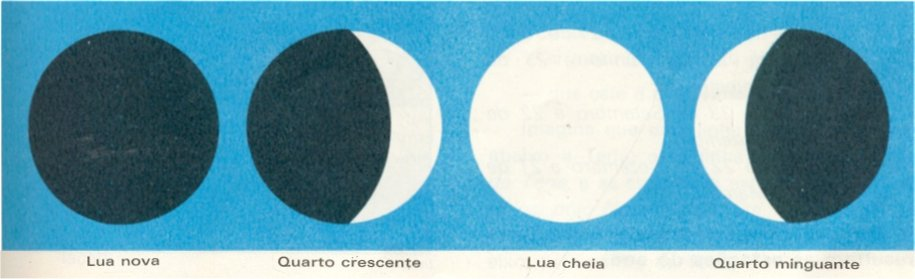 Lua nova
Quarto crescente
Lua cheia
Quarto minguante